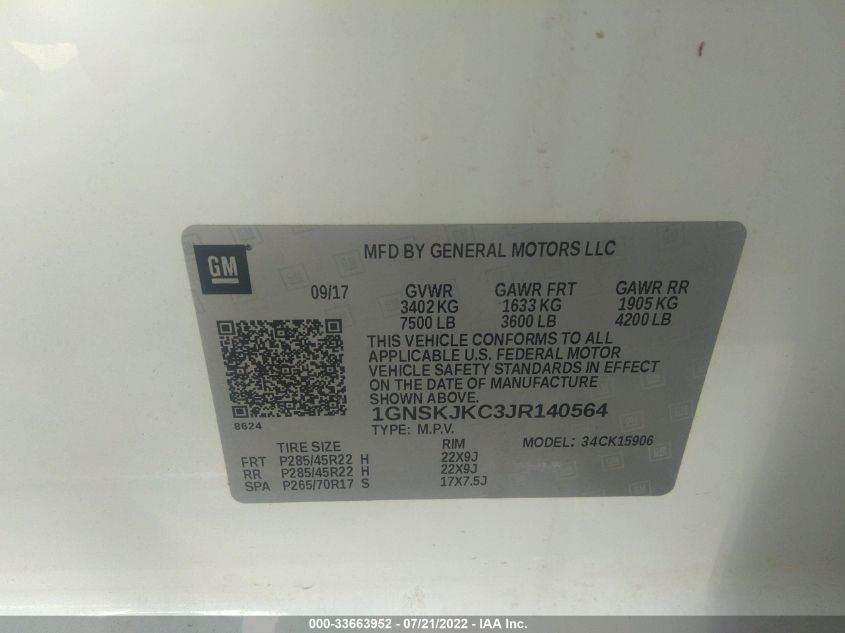 GM
®
MFD BY GENERAL MOTORS LLC
09/17 GVWR GAWR FRT GAWR RR
3402 KG 1633 KG 1905 KG
7500 LB 3600 LB 4200 LB
THIS VEHICLE CONFORMS TO ALL
APPLICABLE U.S. FEDERAL MOTOR
VEHICLE SAFETY STANDARDS IN EFFECT
ON THE DATE OF MANUFACTURE
SHOWN ABOVE.
1GNSKJKC3JR140564
8624
TYPE: M.P.V. MODEL: 34CK15906
TIRE SIZE RIM
FRT P285/45R22 H 22X9J
RR P285/45R22 H 22X9J
SPA P265/70R17 S 17X7.5J
000-33663952 - 07/21/2022 - © IAA, Inc.